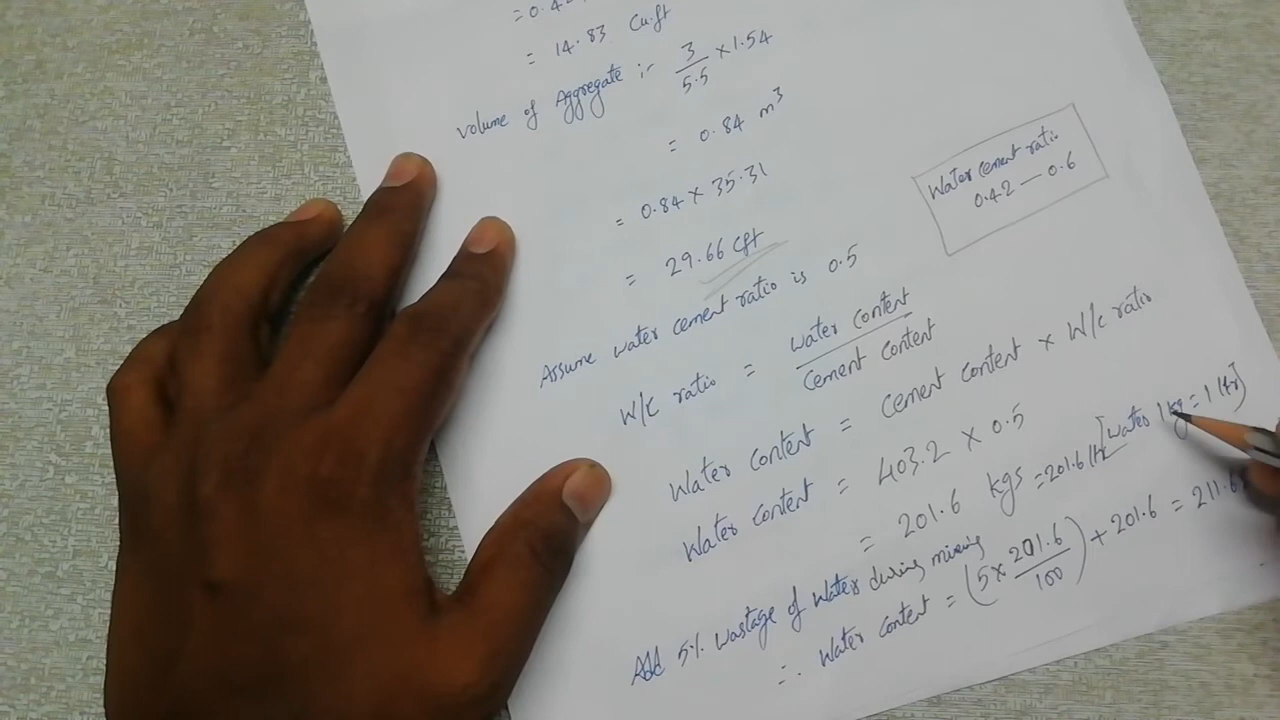 = 0.42
= 14.83 Cu.ft
Volume of Aggregate :- 3/5.5 × 1.54
= 0.84 m³
= 0.84 × 35.31
= 29.66 Cft
Water cement ratio
0.42 — 0.6
Assume water cement ratio is 0.5
W/C ratio = Water Content / Cement Content
Water content = Cement content × W/C ratio
Water content = 403.2 × 0.5
= 201.6 kgs = 201.6 ltr [Water 1 kg = 1 ltr]
Add 5% wastage of Water during mixing
∴ Water content = (5 × 201.6/100) + 201.6 = 211.6